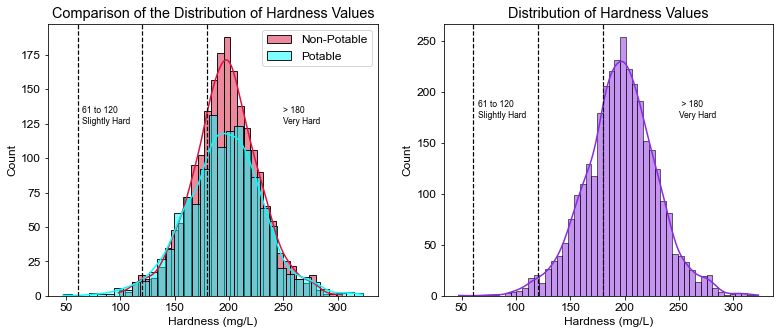 Comparison of the Distribution of Hardness Values
Non-Potable
Potable
61 to 120
Slightly Hard
> 180
Very Hard
Count
0
25
50
75
100
125
150
175
50
100
150
200
250
300
Hardness (mg/L)
Distribution of Hardness Values
61 to 120
Slightly Hard
> 180
Very Hard
Count
0
50
100
150
200
250
50
100
150
200
250
300
Hardness (mg/L)